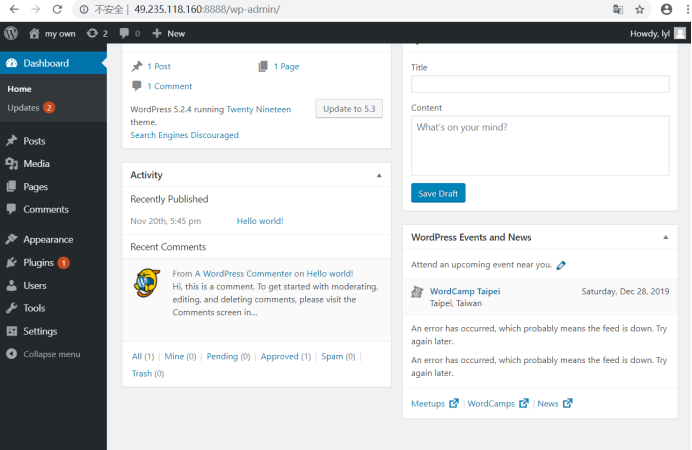 不安全 | 49.235.118.160:8888/wp-admin/
my own 2 0 New Howdy, lyl
Dashboard
Home
Updates 2
Posts
Media
Pages
Comments
Appearance
Plugins 1
Users
Tools
Settings
Collapse menu
1 Post 1 Page
1 Comment
WordPress 5.2.4 running Twenty Nineteen
theme.
Update to 5.3
Search Engines Discouraged
Activity
Recently Published
Nov 20th, 5:45 pm Hello world!
Recent Comments
From A WordPress Commenter on Hello world!
Hi, this is a comment. To get started with moderating,
editing, and deleting comments, please visit the
Comments screen in…
All (1) | Mine (0) | Pending (0) | Approved (1) | Spam (0) |
Trash (0)
Title
Content
What's on your mind?
Save Draft
WordPress Events and News
Attend an upcoming event near you.
WordCamp Taipei Saturday, Dec 28, 2019
Taipei, Taiwan
An error has occurred, which probably means the feed is down. Try
again later.
An error has occurred, which probably means the feed is down. Try
again later.
Meetups | WordCamps | News